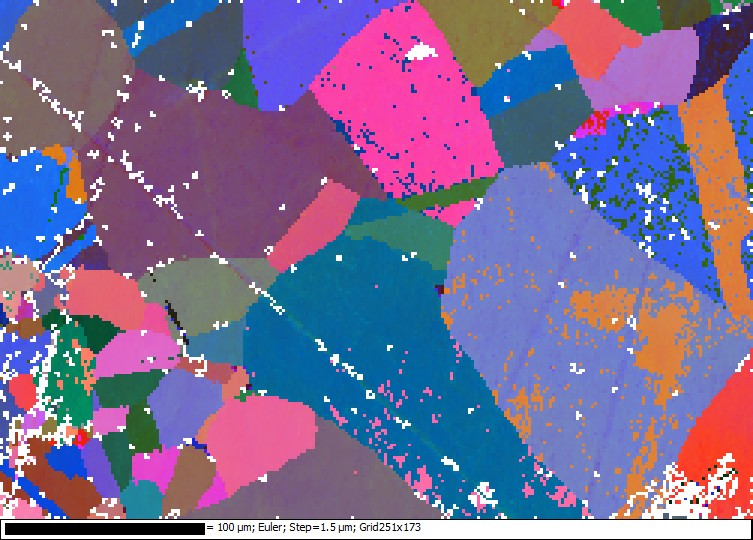 = 100 µm; Euler; Step=1.5 µm; Grid251x173